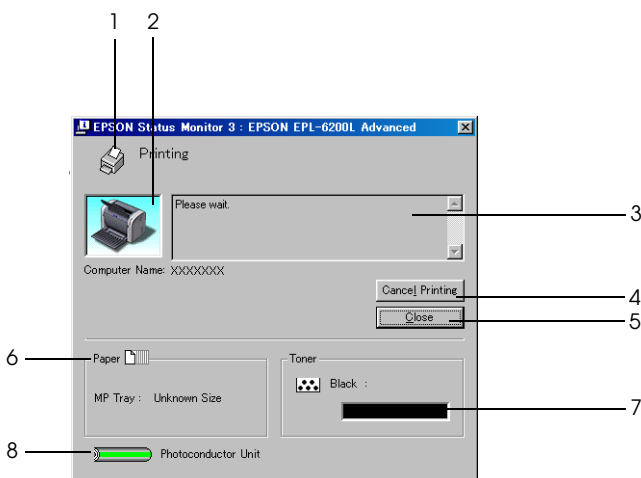 1 2
EPSON Status Monitor 3 : EPSON EPL-6200L Advanced
Printing
Please wait.
3
Computer Name: XXXXXXX
Cancel Printing
4
Close
5
6
Paper
Toner
MP Tray : Unknown Size
Black :
7
8
Photoconductor Unit